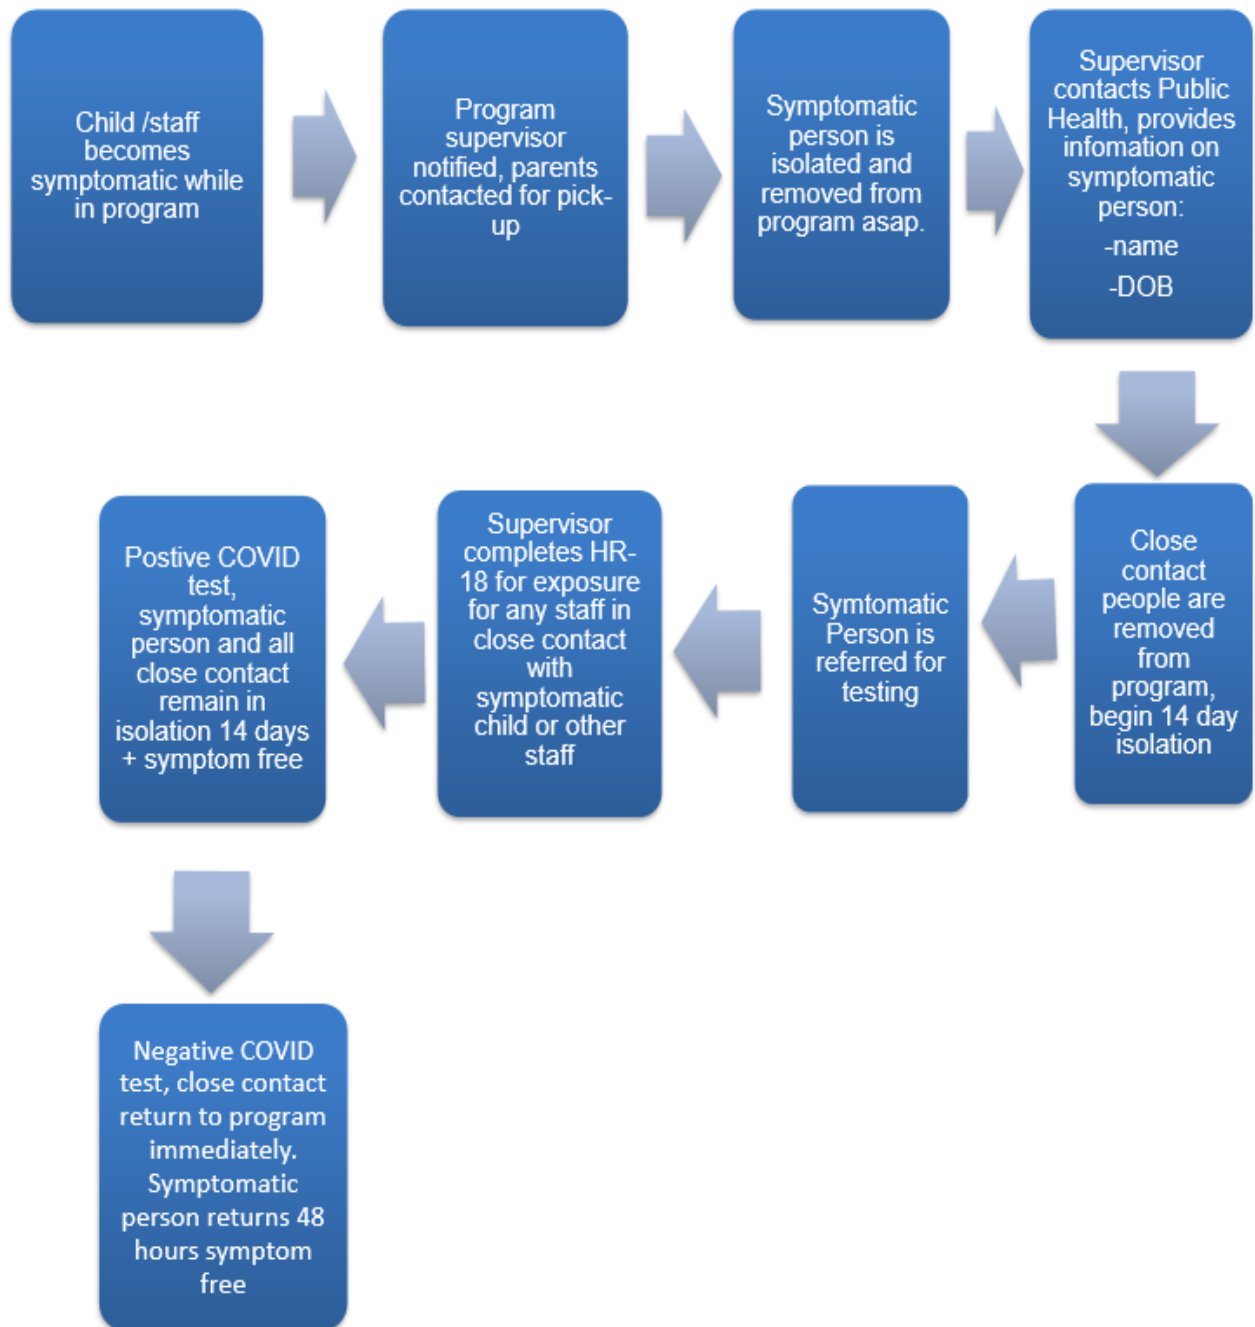 Child /staff
becomes
symptomatic while
in program
Program
supervisor
notified, parents
contacted for pick-
up
Symptomatic
person is
isolated and
removed from
program asap.
Supervisor
contacts Public
Health, provides
infomation on
symptomatic
person:
-name
-DOB
Close
contact
people are
removed
from
program,
begin 14 day
isolation
Symtomatic
Person is
referred for
testing
Supervisor
completes HR-
18 for exposure
for any staff in
close contact
with
symptomatic
child or other
staff
Postive COVID
test,
symptomatic
person and all
close contact
remain in
isolation 14 days
+ symptom free
Negative COVID
test, close contact
return to program
immediately.
Symptomatic
person returns 48
hours symptom
free